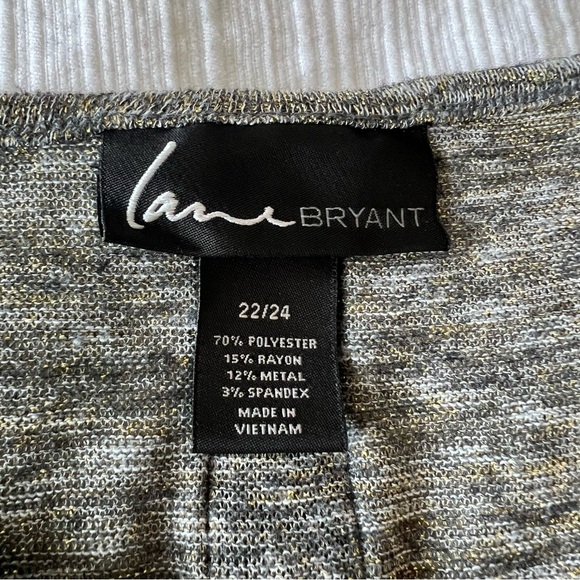 lane BRYANT
22/24
70% POLYESTER
15% RAYON
12% METAL
3% SPANDEX
MADE IN
VIETNAM